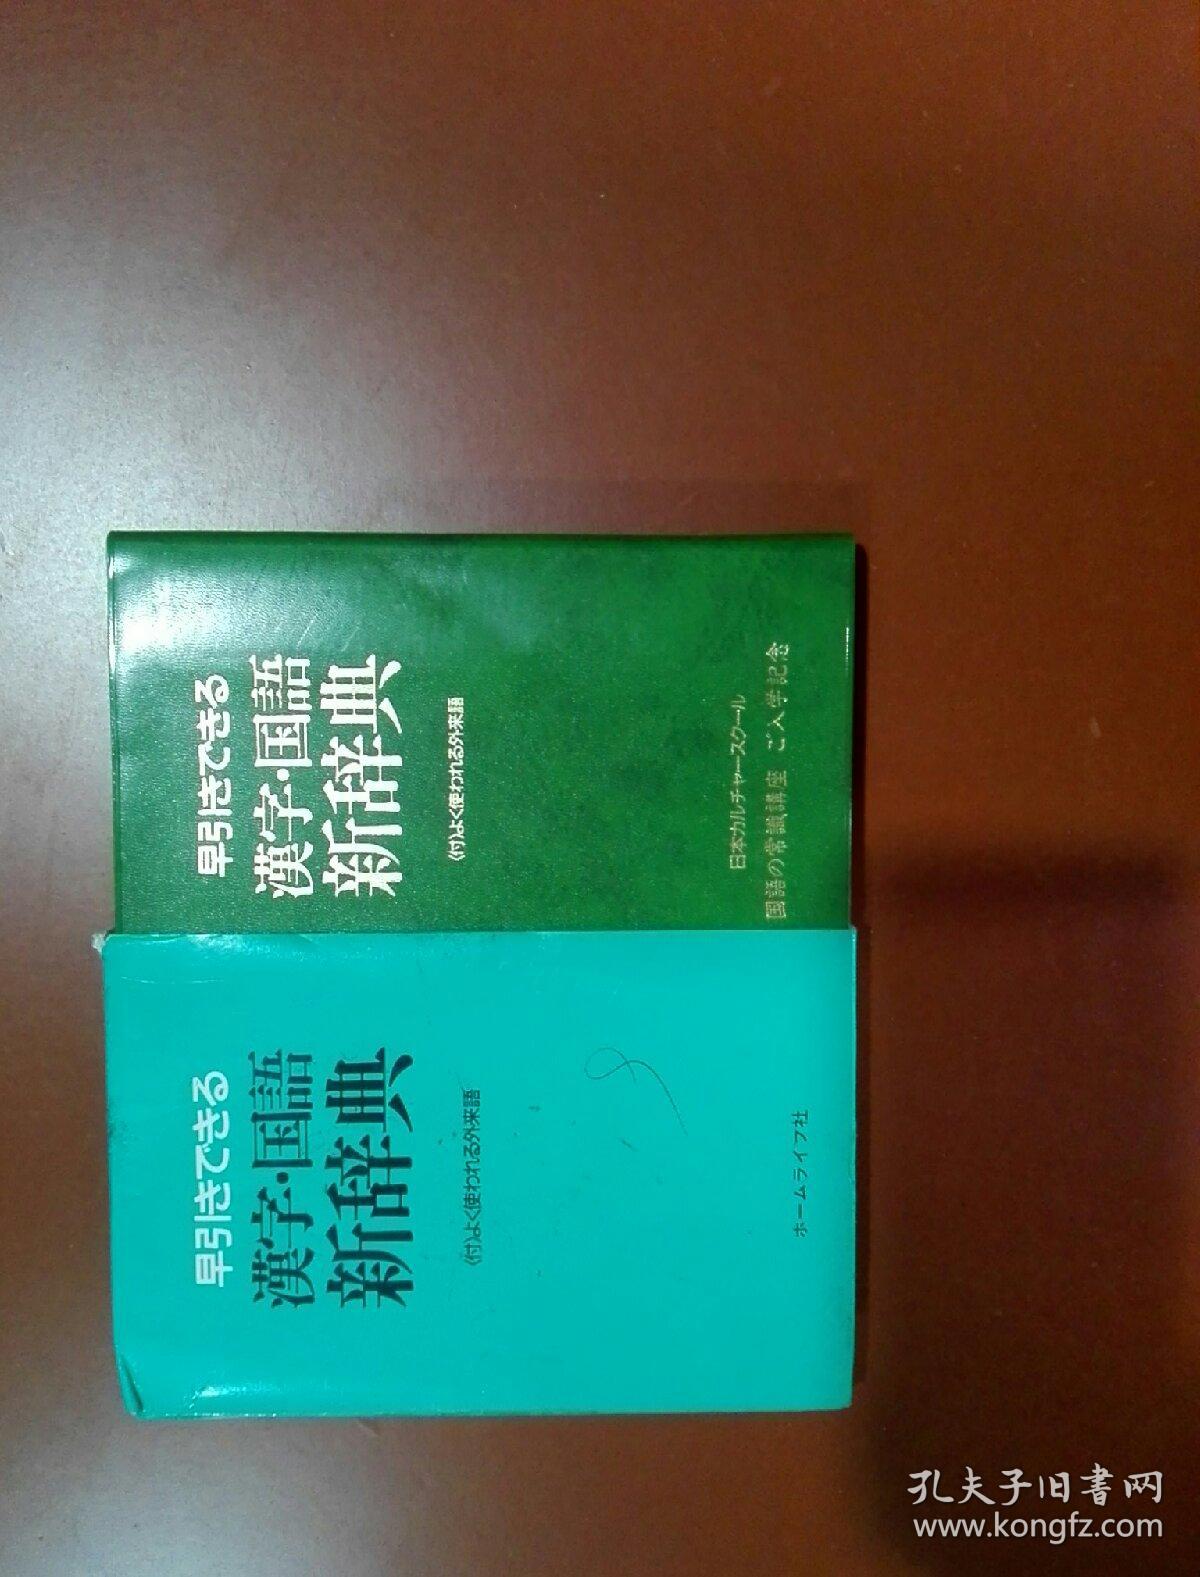 早引きできる
漢字・国語
新辞典
〈付〉よく使われる外来語
日本カルチャースクール
国語の常識講座 ご入学記念
早引きできる
漢字・国語
新辞典
〈付〉よく使われる外来語
ホームライフ社
孔夫子旧书网
www.kongfz.com